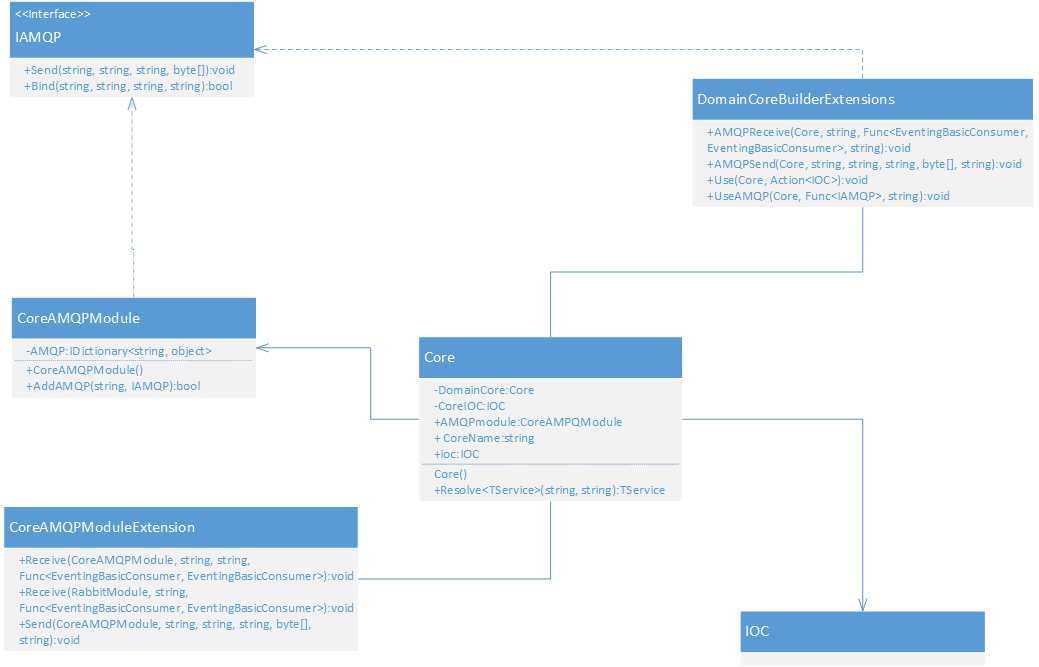 <<Interface>>
IAMQP
+Send(string, string, string, byte[]):void
+Bind(string, string, string, string):bool
DomainCoreBuilderExtensions
+AMQPReceive(Core, string, Func<EventingBasicConsumer,
EventingBasicConsumer>, string):void
+AMQPSend(Core, string, string, string, byte[], string):void
+Use(Core, Action<IOC>):void
+UseAMQP(Core, Func<IAMQP>, string):void
CoreAMQPModule
-AMQP:IDictionary<string, object>
+CoreAMQPModule()
+AddAMQP(string, IAMQP):bool
Core
-DomainCore:Core
-CoreIOC:IOC
+AMQPmodule:CoreAMPQModule
+ CoreName:string
+ioc:IOC
Core()
+Resolve<TService>(string, string):TService
CoreAMQPModuleExtension
+Receive(CoreAMQPModule, string, string,
Func<EventingBasicConsumer, EventingBasicConsumer>):void
+Receive(RabbitModule, string,
Func<EventingBasicConsumer, EventingBasicConsumer>):void
+Send(CoreAMQPModule, string, string, string, byte[],
string):void
IOC